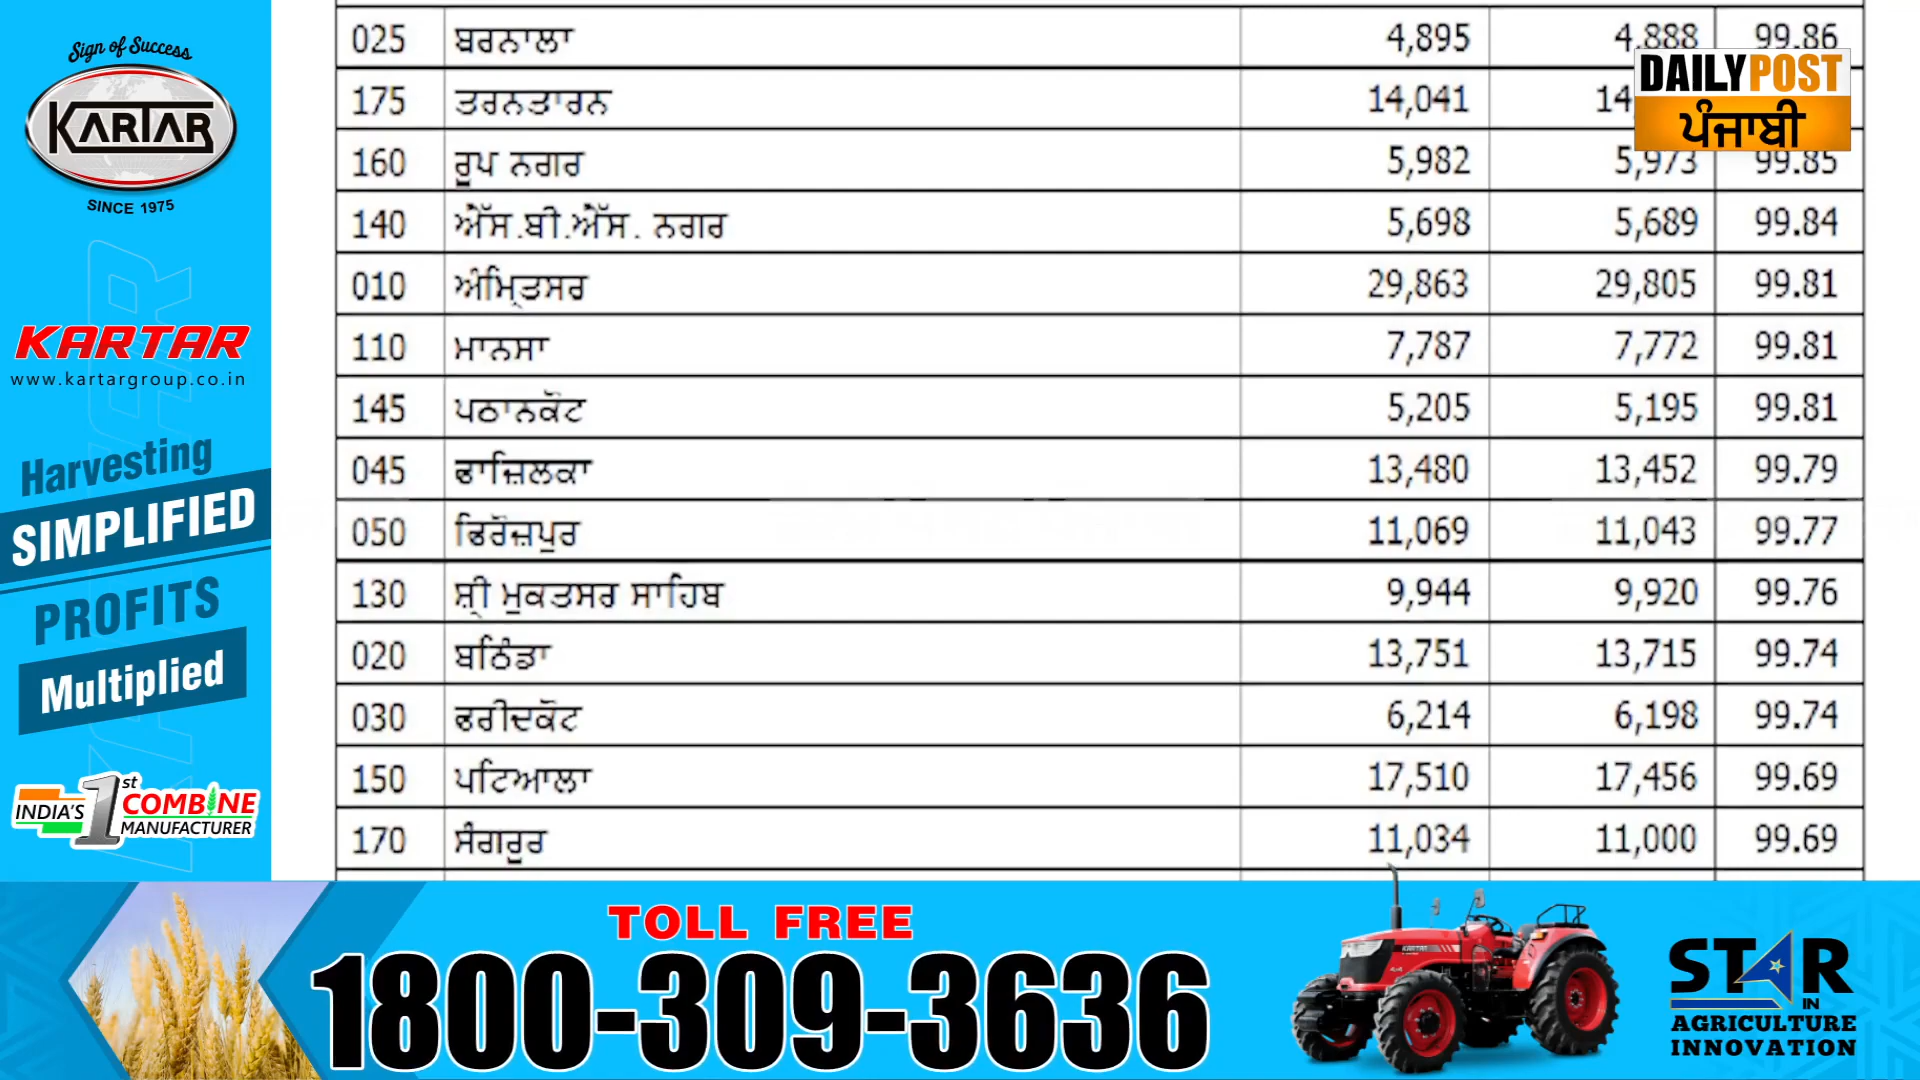 Sign of Success
KARTAR
SINCE 1975
KARTAR
www.kartargroup.co.in
Harvesting
SIMPLIFIED
PROFITS
Multiplied
INDIA'S 1st COMBINE
MANUFACTURER
025 ਬਰਨਾਲਾ 4,895 4,888 99.86
175 ਤਰਨਤਾਰਨ 14,041 14
160 ਰੂਪ ਨਗਰ 5,982 5,973 99.85
140 ਐੱਸ.ਬੀ.ਐੱਸ. ਨਗਰ 5,698 5,689 99.84
010 ਅੰਮ੍ਰਿਤਸਰ 29,863 29,805 99.81
110 ਮਾਨਸਾ 7,787 7,772 99.81
145 ਪਠਾਨਕੋਟ 5,205 5,195 99.81
045 ਫਾਜ਼ਿਲਕਾ 13,480 13,452 99.79
050 ਫਿਰੋਜ਼ਪੁਰ 11,069 11,043 99.77
130 ਸ਼੍ਰੀ ਮੁਕਤਸਰ ਸਾਹਿਬ 9,944 9,920 99.76
020 ਬਠਿੰਡਾ 13,751 13,715 99.74
030 ਫਰੀਦਕੋਟ 6,214 6,198 99.74
150 ਪਟਿਆਲਾ 17,510 17,456 99.69
170 ਸੰਗਰੂਰ 11,034 11,000 99.69
DAILYPOST
ਪੰਜਾਬੀ
TOLL FREE
1800-309-3636
KARTAR
STAR
IN
AGRICULTURE
INNOVATION